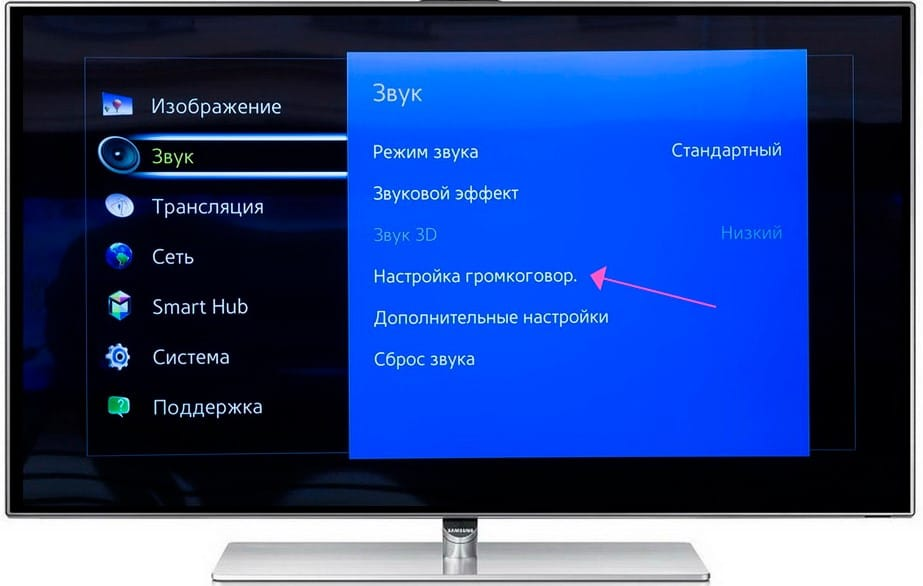 Изображение
Звук
Трансляция
Сеть
Smart Hub
Система
Поддержка
Звук
Режим звука Стандартный
Звуковой эффект
Звук 3D Низкий
Настройка громкоговор.
Дополнительные настройки
Сброс звука
SAMSUNG